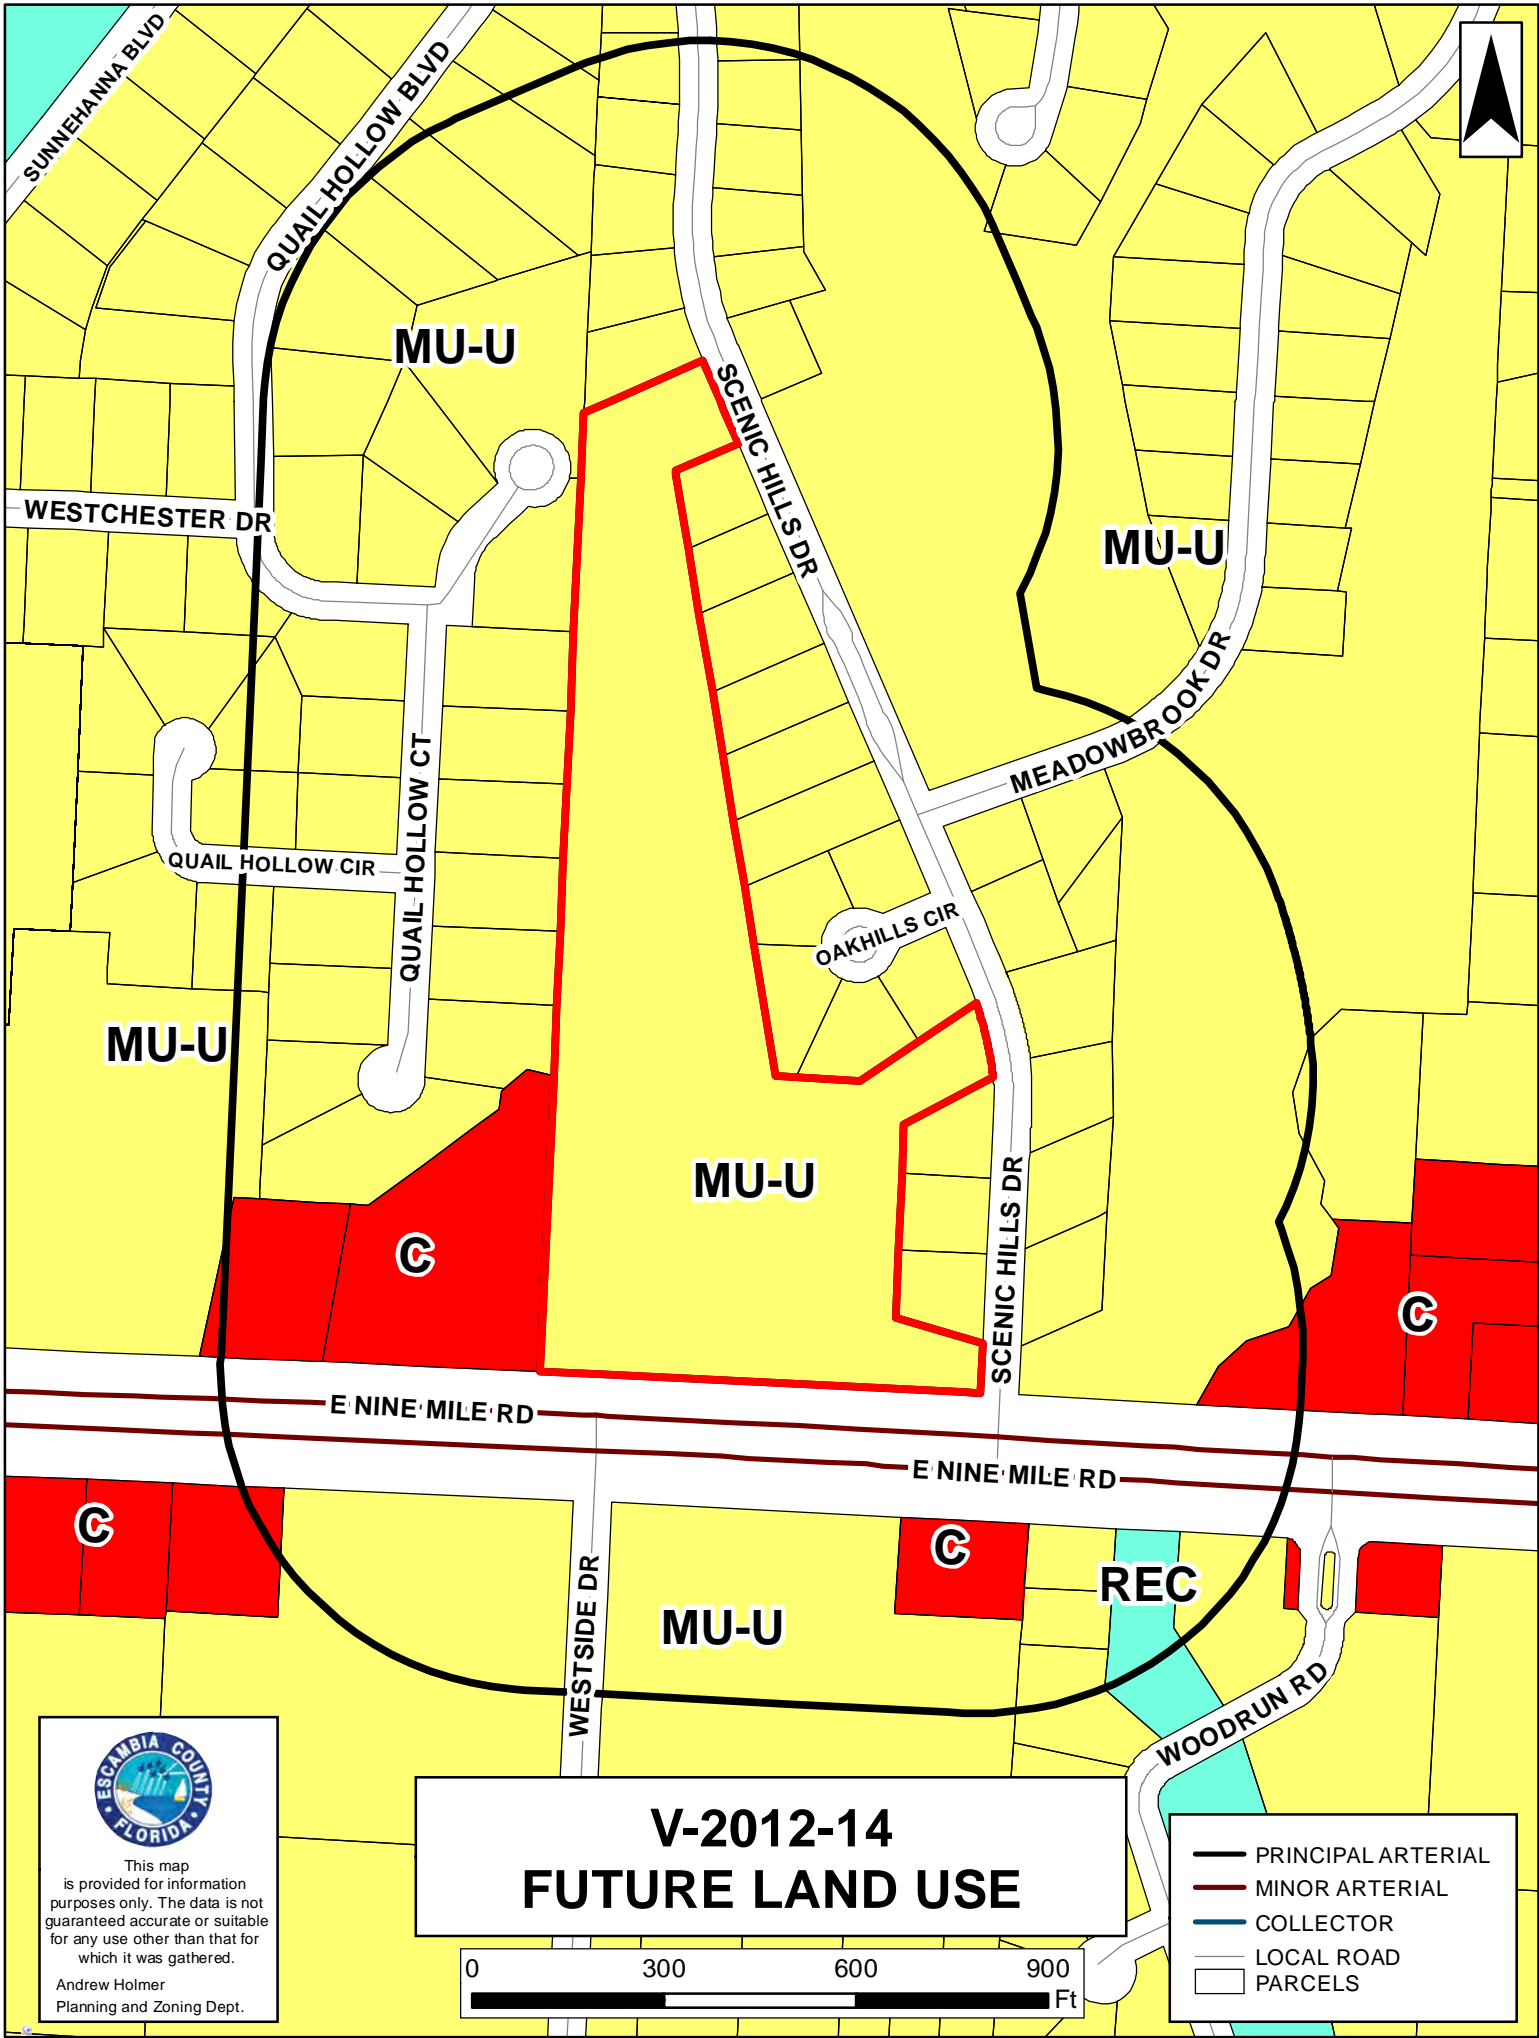 SUNNEHANNA BLVD
QUAIL HOLLOW BLVD
MU-U
SCENIC HILLS DR
WESTCHESTER DR
MU-U
MEADOWBROOK DR
QUAIL HOLLOW CT
QUAIL HOLLOW CIR
OAKHILLS CIR
MU-U
MU-U
SCENIC HILLS DR
C
C
E NINE MILE RD
E NINE MILE RD
C
C
REC
WESTSIDE DR
MU-U
WOODRUN RD
ESCAMBIA COUNTY
FLORIDA
This map
is provided for information
purposes only. The data is not
guaranteed accurate or suitable
for any use other than that for
which it was gathered.
Andrew Holmer
Planning and Zoning Dept.
V-2012-14
FUTURE LAND USE
0 300 600 900
Ft
PRINCIPAL ARTERIAL
MINOR ARTERIAL
COLLECTOR
LOCAL ROAD
PARCELS